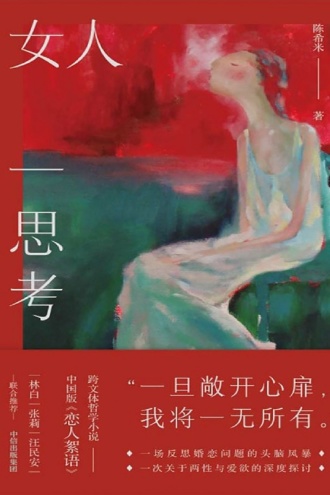 女人一思考
陈希米 著
“一旦敞开心扉,
我将一无所有。
一场反思婚恋问题的头脑风暴
一次关于两性与爱欲的深度探讨
跨文体哲学小说
中国版《恋人絮语》
林白|张莉|汪民安
联合推荐
中信出版集团